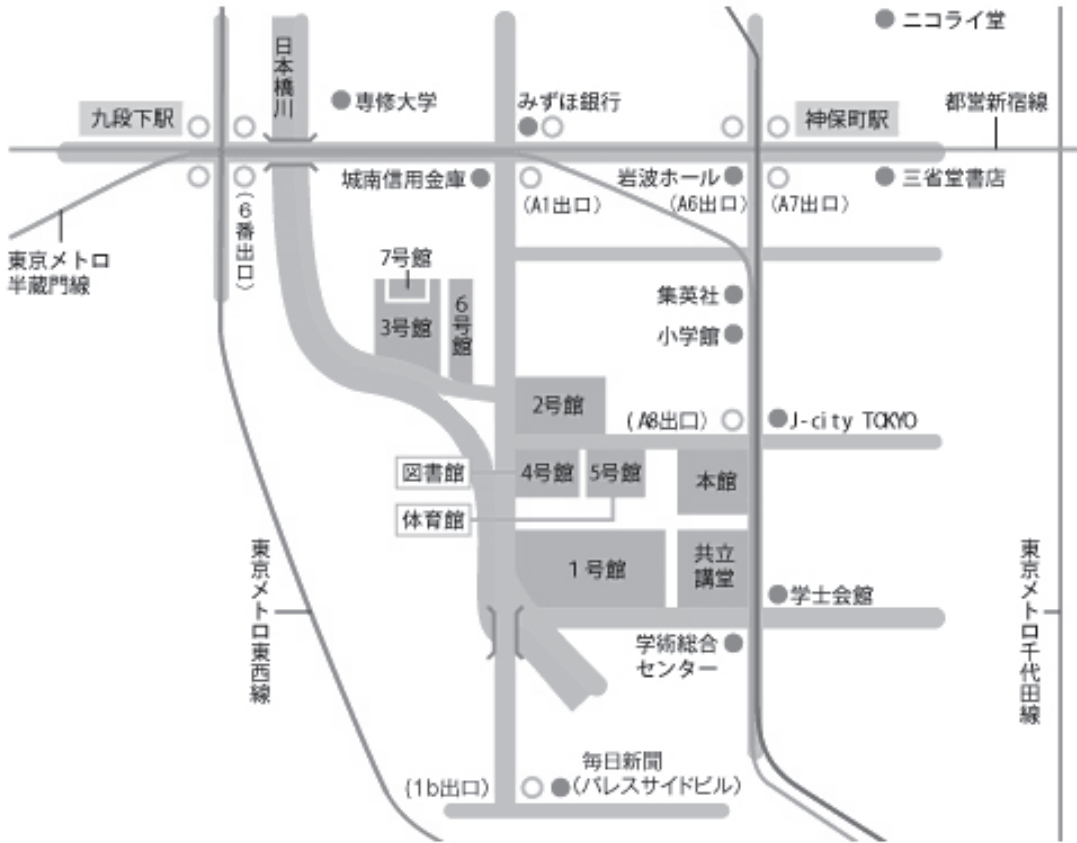 ニコライ堂
日本橋川
専修大学
みずほ銀行
都営新宿線
九段下駅
神保町駅
城南信用金庫
岩波ホール
三省堂書店
(6番出口)
(A1出口)
(A6出口)
(A7出口)
東京メトロ
半蔵門線
7号館
3号館
6号館
集英社
小学館
2号館
(A8出口)
J-city TOKYO
図書館
4号館
5号館
本館
体育館
1号館
共立
講堂
東京メトロ東西線
東京メトロ千代田線
学士会館
学術総合
センター
毎日新聞
(パレスサイドビル)
(1b出口)